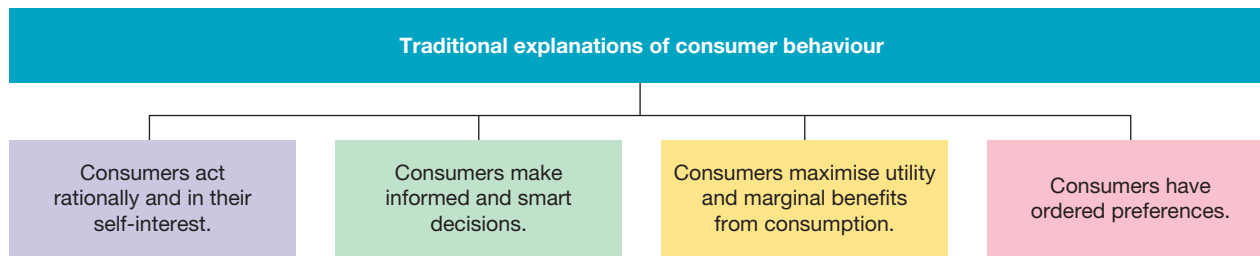 Traditional explanations of consumer behaviour
Consumers act
rationally and in their
self-interest.
Consumers make
informed and smart
decisions.
Consumers maximise utility
and marginal benefits
from consumption.
Consumers have
ordered preferences.